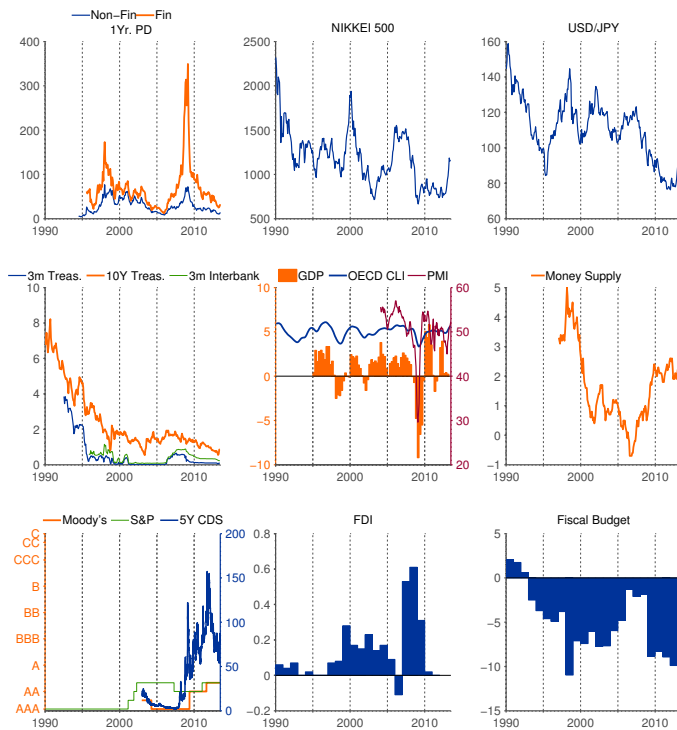 Non-Fin Fin
1Yr. PD
400
300
200
100
0
1990 2000 2010
NIKKEI 500
2500
2000
1500
1000
500
1990 2000 2010
USD/JPY
160
140
120
100
80
60
1990 2000 2010
3m Treas. 10Y Treas. 3m Interbank
10
8
6
4
2
0
1990 2000 2010
GDP OECD CLI PMI
10 60
5 50
0 40
−5 30
−10 20
1990 2000 2010
Money Supply
5
4
3
2
1
0
−1
1990 2000 2010
Moody's S&P 5Y CDS
C 200
CC
CCC
150
B
BB 100
BBB
A 50
AA
AAA 0
1990 2000 2010
FDI
0.8
0.6
0.4
0.2
0
−0.2
1990 2000 2010
Fiscal Budget
5
0
−5
−10
−15
1990 2000 2010